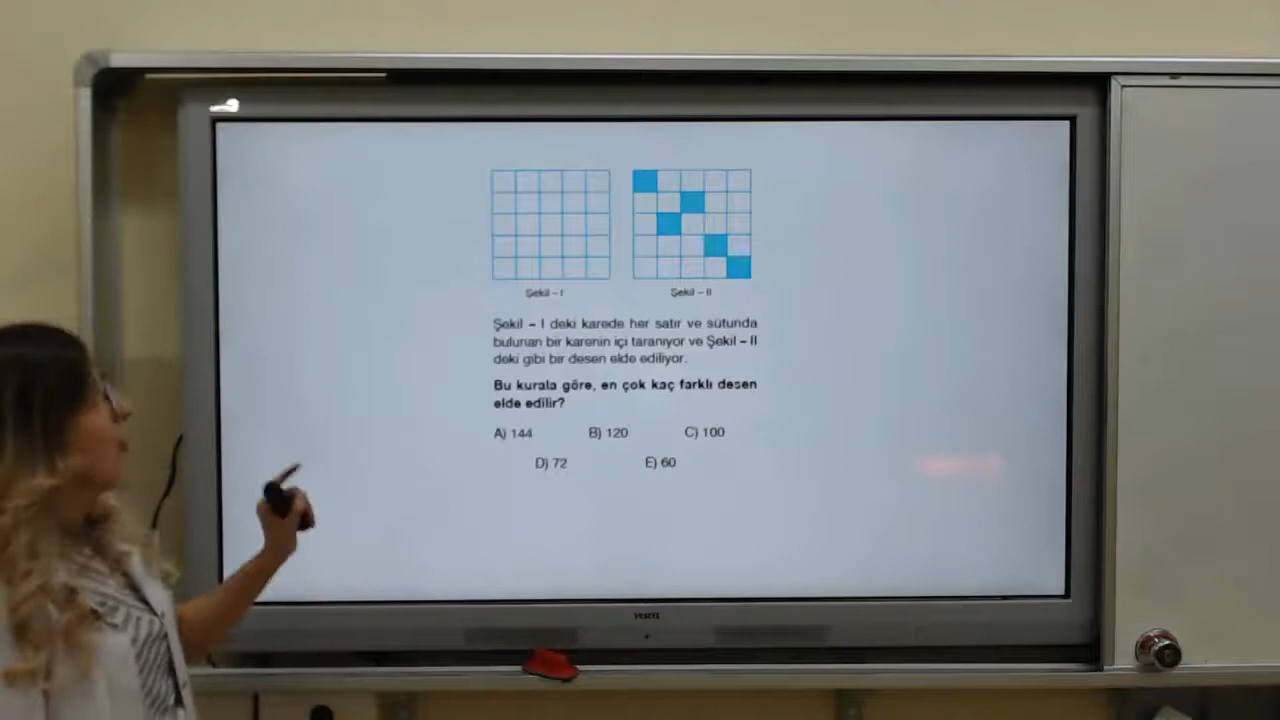 Şekil – I
Şekil – II
Şekil – I deki karede her satır ve sütunda
bulunan bir karenin içi taranıyor ve Şekil – II
deki gibi bir desen elde ediliyor.
Bu kurala göre, en çok kaç farklı desen
elde edilir?
A) 144
B) 120
C) 100
D) 72
E) 60
VESTEL